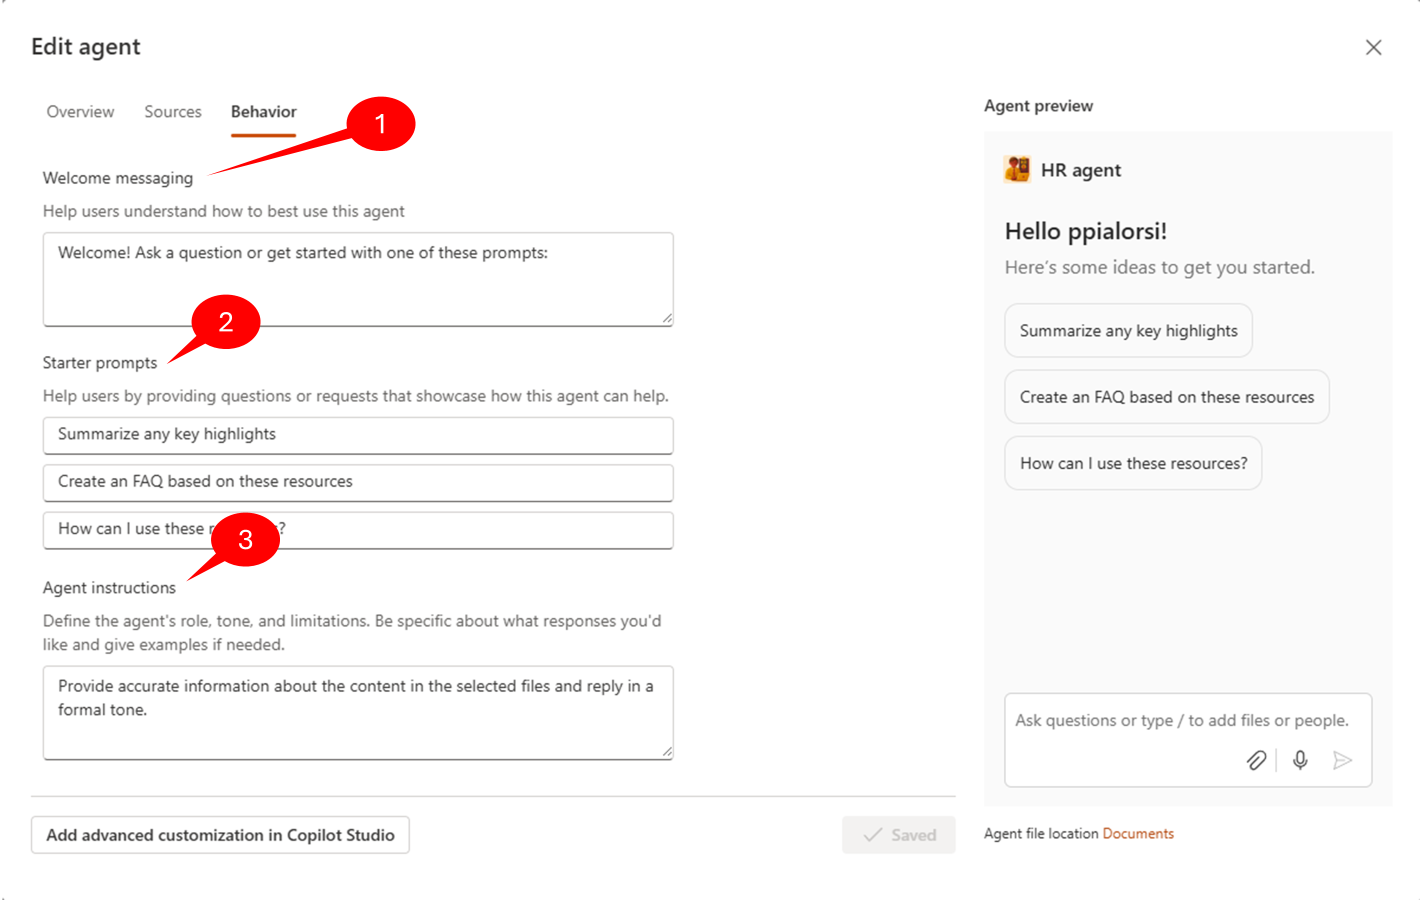 Edit agent
Overview
Sources
Behavior
1
Welcome messaging
Help users understand how to best use this agent
Welcome! Ask a question or get started with one of these prompts:
2
Starter prompts
Help users by providing questions or requests that showcase how this agent can help.
Summarize any key highlights
Create an FAQ based on these resources
How can I use these ?
3
Agent instructions
Define the agent's role, tone, and limitations. Be specific about what responses you'd
like and give examples if needed.
Provide accurate information about the content in the selected files and reply in a
formal tone.
Add advanced customization in Copilot Studio
Saved
Agent preview
HR agent
Hello ppialorsi!
Here's some ideas to get you started.
Summarize any key highlights
Create an FAQ based on these resources
How can I use these resources?
Ask questions or type / to add files or people.
Agent file location Documents